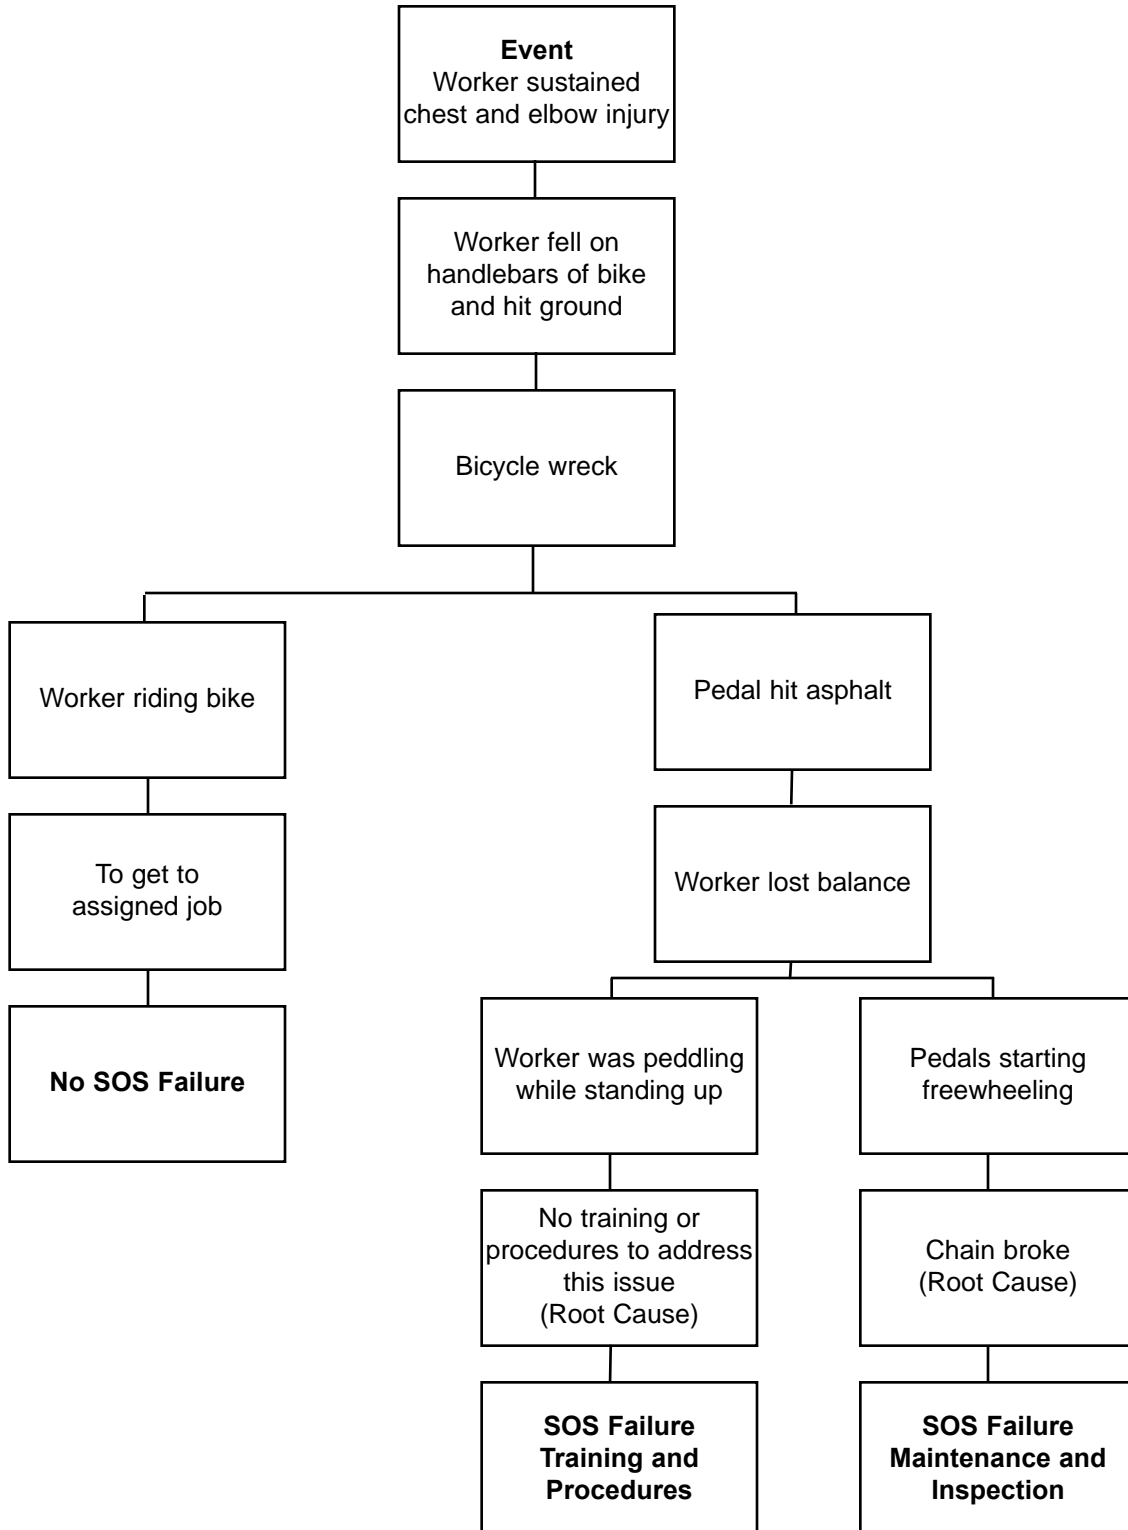 Event
Worker sustained
chest and elbow injury
Worker fell on
handlebars of bike
and hit ground
Bicycle wreck
Worker riding bike
To get to
assigned job
No SOS Failure
Pedal hit asphalt
Worker lost balance
Worker was peddling
while standing up
No training or
procedures to address
this issue
(Root Cause)
SOS Failure
Training and
Procedures
Pedals starting
freewheeling
Chain broke
(Root Cause)
SOS Failure
Maintenance and
Inspection